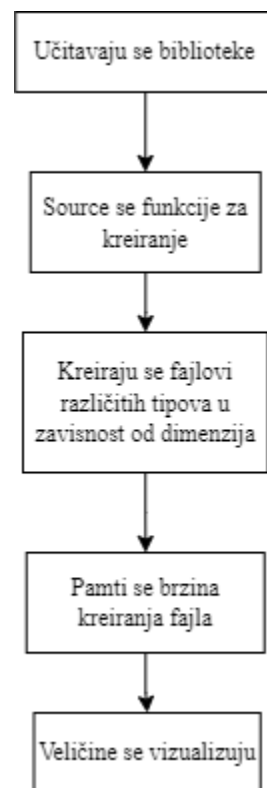 Učitavaju se biblioteke
Source se funkcije za
kreiranje
Kreiraju se fajlovi
različitih tipova u
zavisnost od dimenzija
Pamti se brzina
kreiranja fajla
Veličine se vizualizuju